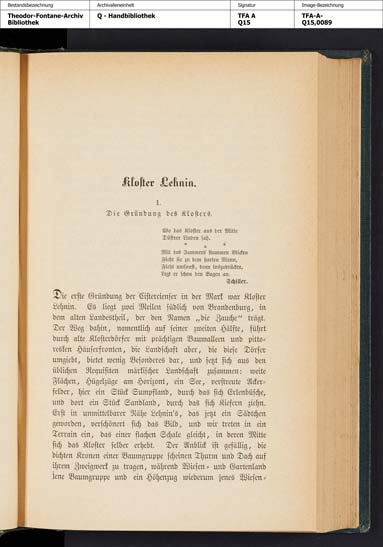 Bestandsbezeichnung
Archivalieneinheit
Signatur
Image-Bezeichnung
Theodor-Fontane-Archiv
Bibliothek
Q - Handbibliothek
TFA A
Q15
TFA-A-
Q15,0089
Kloster Lehnin.
1.
Die Gründung des Klosters.
Wo das Kloster aus der Mitte
Düstrer Linden sah.
* * *
Mit des Jammers stummen Blicken
Fleht sie zu dem harten Mann,
Fleht umsonst, denn loszudrücken,
Legt er schon den Bogen an.
Schiller.
Die erste Gründung der Cistercienser in der Mark war Kloster
Lehnin. Es liegt zwei Meilen südlich von Brandenburg, in
dem alten Landestheil, der den Namen „die Zauche“ trägt.
Der Weg dahin, namentlich auf seiner zweiten Hälfte, führt
durch alte Klosterdörfer mit prächtigen Baumalleen und pitto-
resken Häuserfronten, die Landschaft aber, die diese Dörfer
umgiebt, bietet wenig Besonderes dar, und setzt sich aus den
üblichen Requisiten märkischer Landschaft zusammen: weite
Flächen, Hügelzüge am Horizont, ein See, verstreute Acker-
felder, hier ein Stück Sumpfland, durch das sich Erlenbüsche,
und dort ein Stück Sandland, durch das sich Kiefern ziehn.
Erst in unmittelbarer Nähe Lehnin's, das jetzt ein Städtchen
geworden, verschönert sich das Bild, und wir treten in ein
Terrain ein, das einer flachen Schale gleicht, in deren Mitte
sich das Kloster selber erhebt. Der Anblick ist gefällig, die
dichten Kronen einer Baumgruppe scheinen Thurm und Dach auf
ihrem Zweigwerk zu tragen, während Wiesen- und Gartenland
jene Baumgruppe und ein Höhenzug wiederum jenes Wiesen-